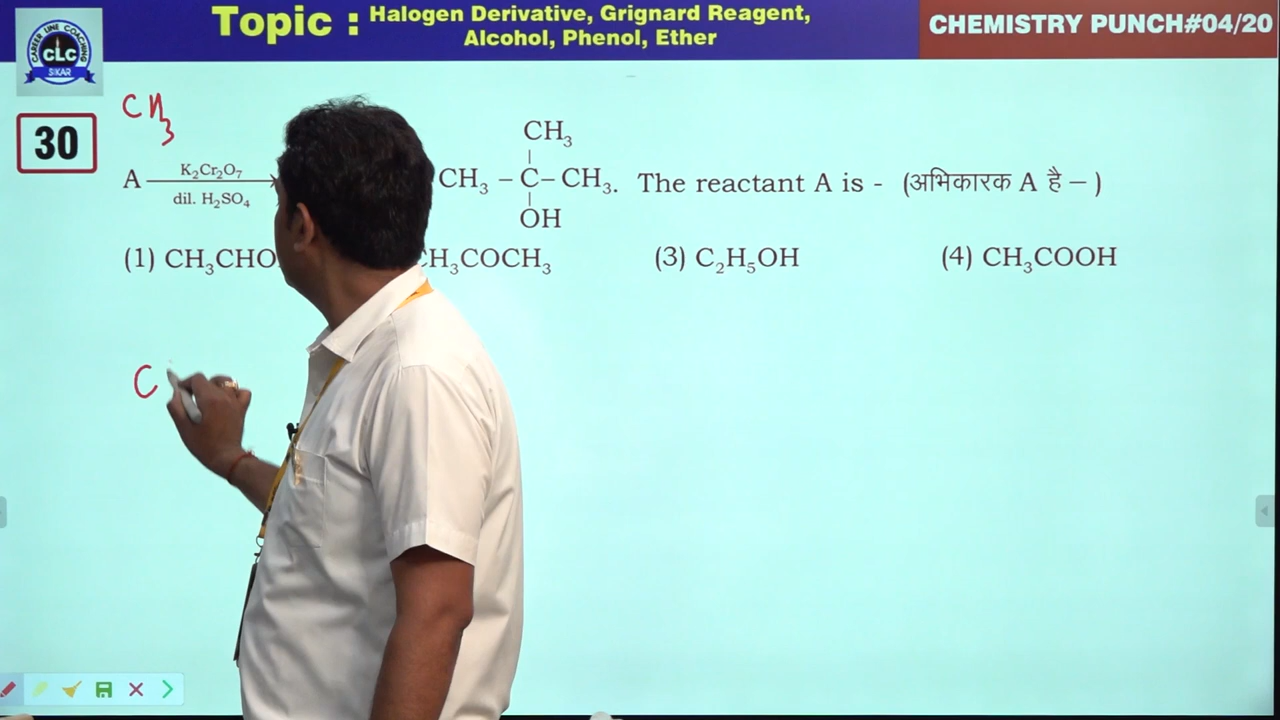 Topic : Halogen Derivative, Grignard Reagent,
Alcohol, Phenol, Ether
CHEMISTRY PUNCH#04/20
CAREER LINE COACHING
CLC
SIKAR
30
CH₃
CH₃
A K₂Cr₂O₇ CH₃ – C – CH₃. The reactant A is - (अभिकारक A है – )
dil. H₂SO₄
OH
(1) CH₃CHO CH₃COCH₃ (3) C₂H₅OH (4) CH₃COOH
C